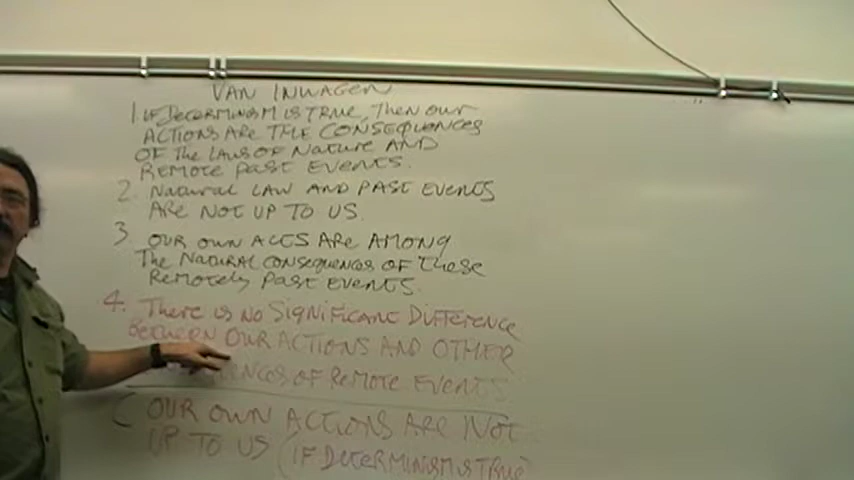 VAN INWAGEN
1. IF DETERMINISM IS TRUE, THEN OUR
ACTIONS ARE THE CONSEQUENCES
OF THE LAWS OF NATURE AND
REMOTE PAST EVENTS.
2. NATURAL LAW AND PAST EVENTS
ARE NOT UP TO US.
3 OUR OWN ACTS ARE AMONG
THE NATURAL CONSEQUENCES OF THESE
REMOTELY PAST EVENTS.
4. THERE IS NO SIGNIFICANT DIFFERENCE
BETWEEN OUR ACTIONS AND OTHER
OF REMOTE EVENTS
C OUR OWN ACTIONS ARE NOT
UP TO US (IF DETERMINISM IS TRUE)